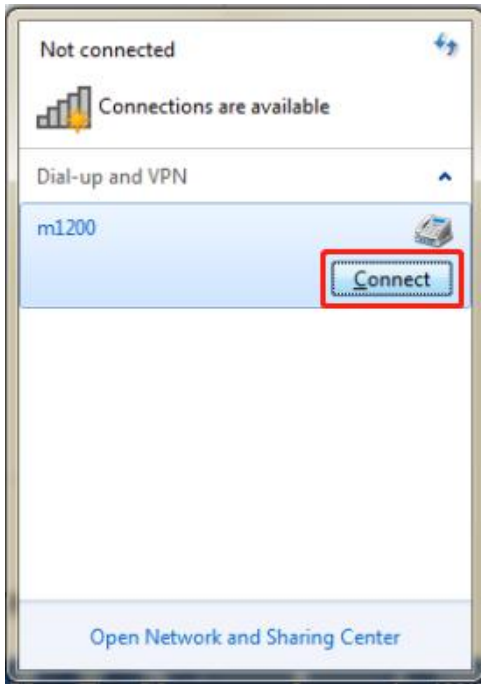 Not connected
Connections are available
Dial-up and VPN
m1200
Connect
Open Network and Sharing Center